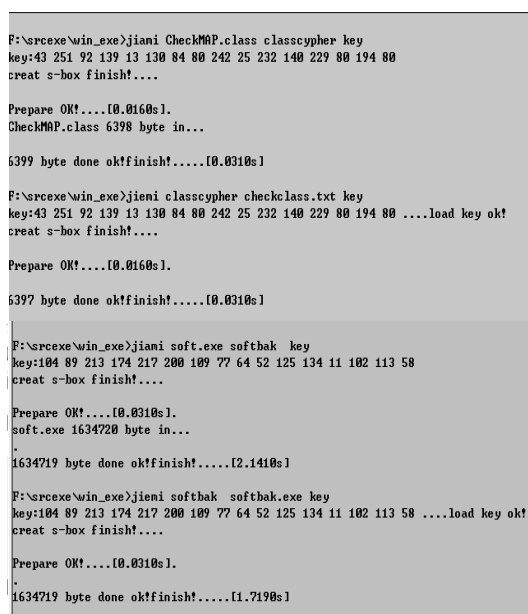 F:\srcexe\win_exe>jiami CheckMAP.class classcypher key
key:43 251 92 139 13 130 84 80 242 25 232 140 229 80 194 80
creat s-box finish!....
Prepare OK!....[0.0160s].
CheckMAP.class 6398 byte in...
6399 byte done ok!finish!.....[0.0310s]
F:\srcexe\win_exe>jiemi classcypher checkclass.txt key
key:43 251 92 139 13 130 84 80 242 25 232 140 229 80 194 80 ....load key ok!
creat s-box finish!....
Prepare OK!....[0.0160s].
6397 byte done ok!finish!.....[0.0310s]
F:\srcexe\win_exe>jiami soft.exe softbak  key
key:104 89 213 174 217 200 109 77 64 52 125 134 11 102 113 58
creat s-box finish!....
Prepare OK!....[0.0310s].
soft.exe 1634720 byte in...
.
1634719 byte done ok!finish!.....[2.1410s]
F:\srcexe\win_exe>jiemi softbak  softbak.exe key
key:104 89 213 174 217 200 109 77 64 52 125 134 11 102 113 58 ....load key ok!
creat s-box finish!....
Prepare OK!....[0.0310s].
.
1634719 byte done ok!finish!.....[1.7190s]